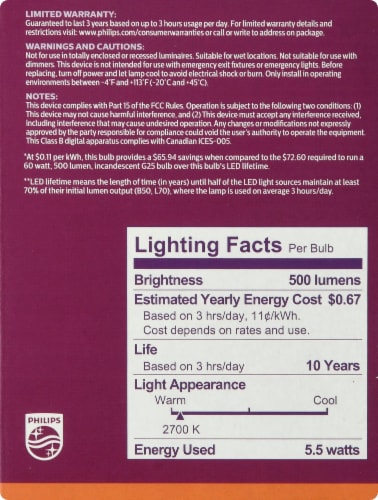 LIMITED WARRANTY:
Guaranteed to last 3 years based on up to 3 hours usage per day. For limited warranty details and
restrictions visit: www.philips.com/consumerwarranties or call or write to address on package.
WARNINGS AND CAUTIONS:
Not for use in totally enclosed or recessed luminaires. Suitable for wet locations. Not suitable for use with
dimmers. This device is not intended for use with emergency exit fixtures or emergency lights. Before
replacing, turn off power and let lamp cool to avoid electrical shock or burn. Only install in operating
environments between -4°F and +113°F (-20°C and +45°C).
NOTES:
This device complies with Part 15 of the FCC Rules. Operation is subject to the following two conditions: (1)
This device may not cause harmful interference, and (2) This device must accept any interference received,
including interference that may cause undesired operation. Any changes or modifications not expressly
approved by the party responsible for compliance could void the user's authority to operate the equipment.
This Class B digital apparatus complies with Canadian ICES-005.
*At $0.11 per kWh, this bulb provides a $65.94 savings when compared to the $72.60 required to run a
60 watt, 500 lumen, incandescent G25 bulb over this bulb's LED lifetime.
**LED lifetime means the length of time (in years) until half of the LED light sources maintain at least
70% of their initial lumen output (B50, L70), where the lamp is used on average 3 hours/day.
Lighting Facts Per Bulb
Brightness 500 lumens
Estimated Yearly Energy Cost $0.67
Based on 3 hrs/day, 11¢/kWh.
Cost depends on rates and use.
Life
Based on 3 hrs/day 10 Years
Light Appearance
Warm Cool
2700 K
Energy Used 5.5 watts
PHILIPS